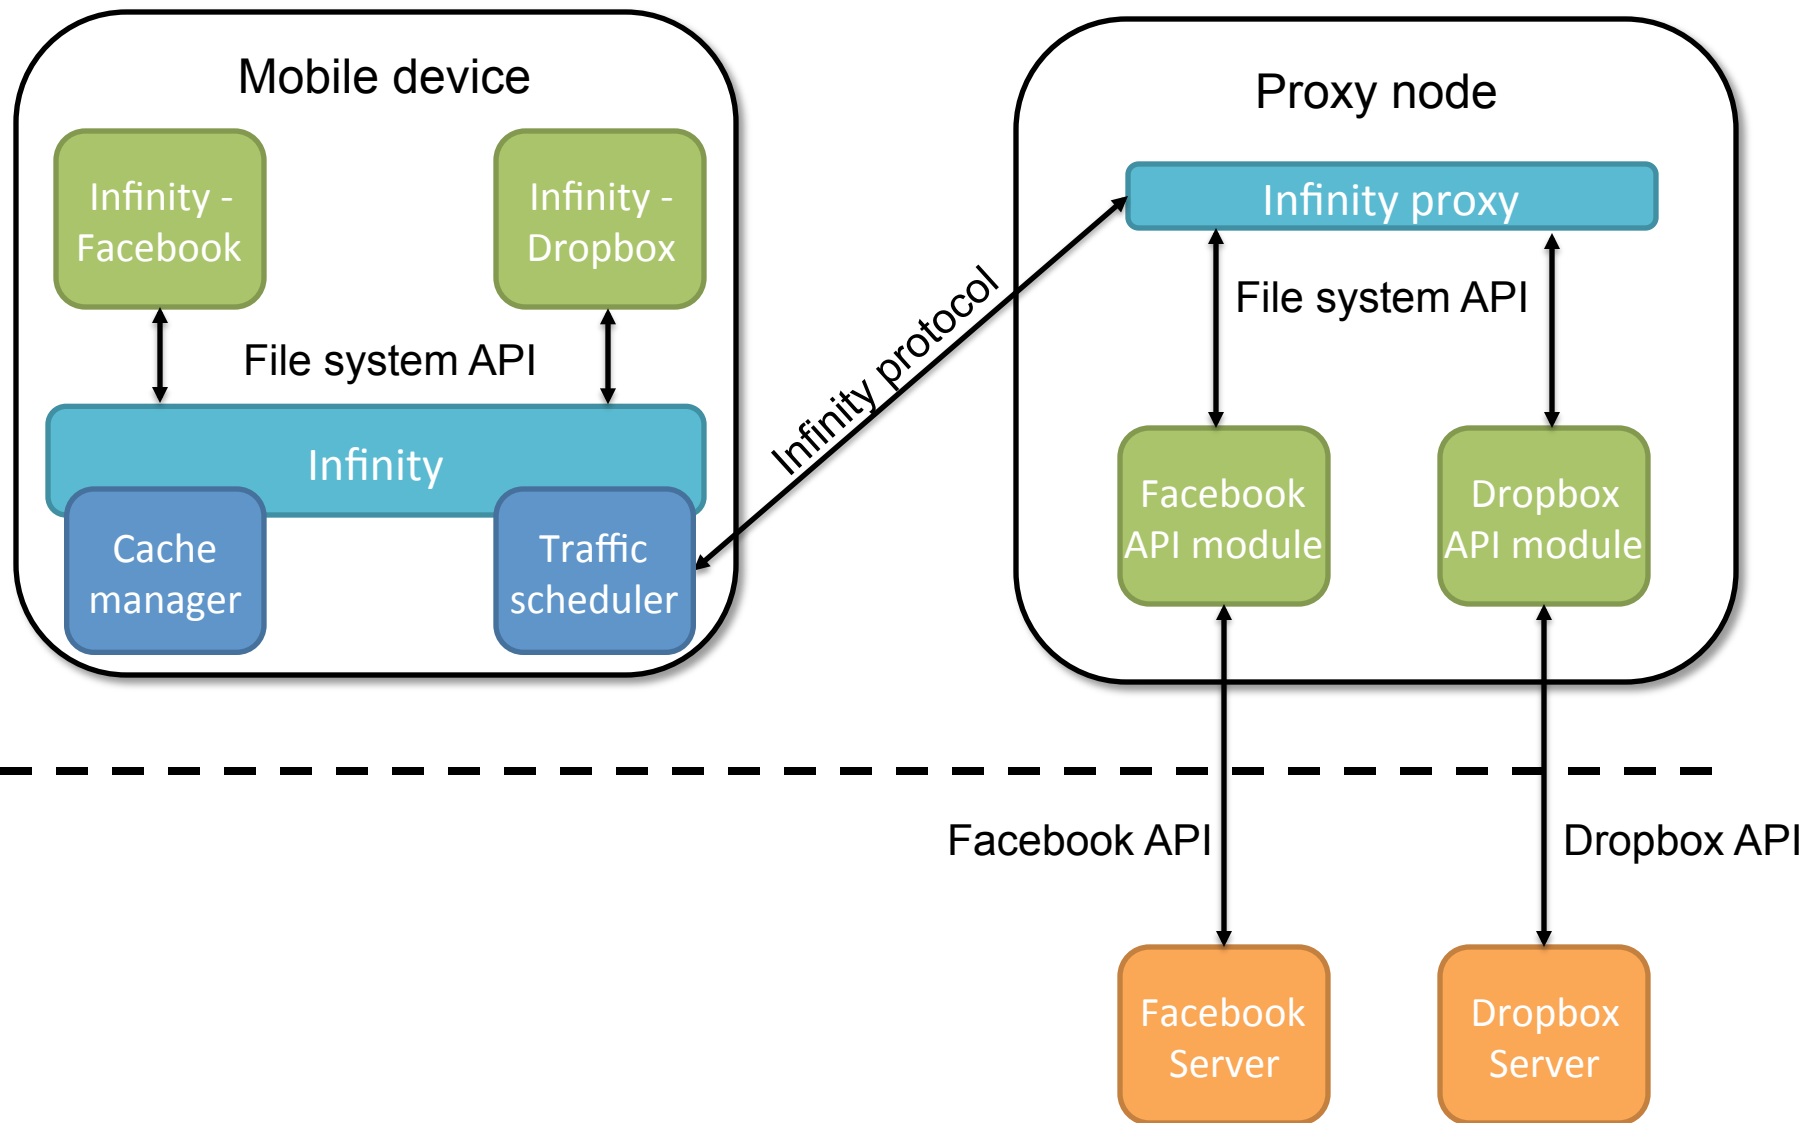 Mobile device
Infinity -
Facebook
Infinity -
Dropbox
File system API
Infinity
Cache
manager
Traffic
scheduler
Infinity protocol
Proxy node
Infinity proxy
File system API
Facebook
API module
Dropbox
API module
Facebook API
Dropbox API
Facebook
Server
Dropbox
Server